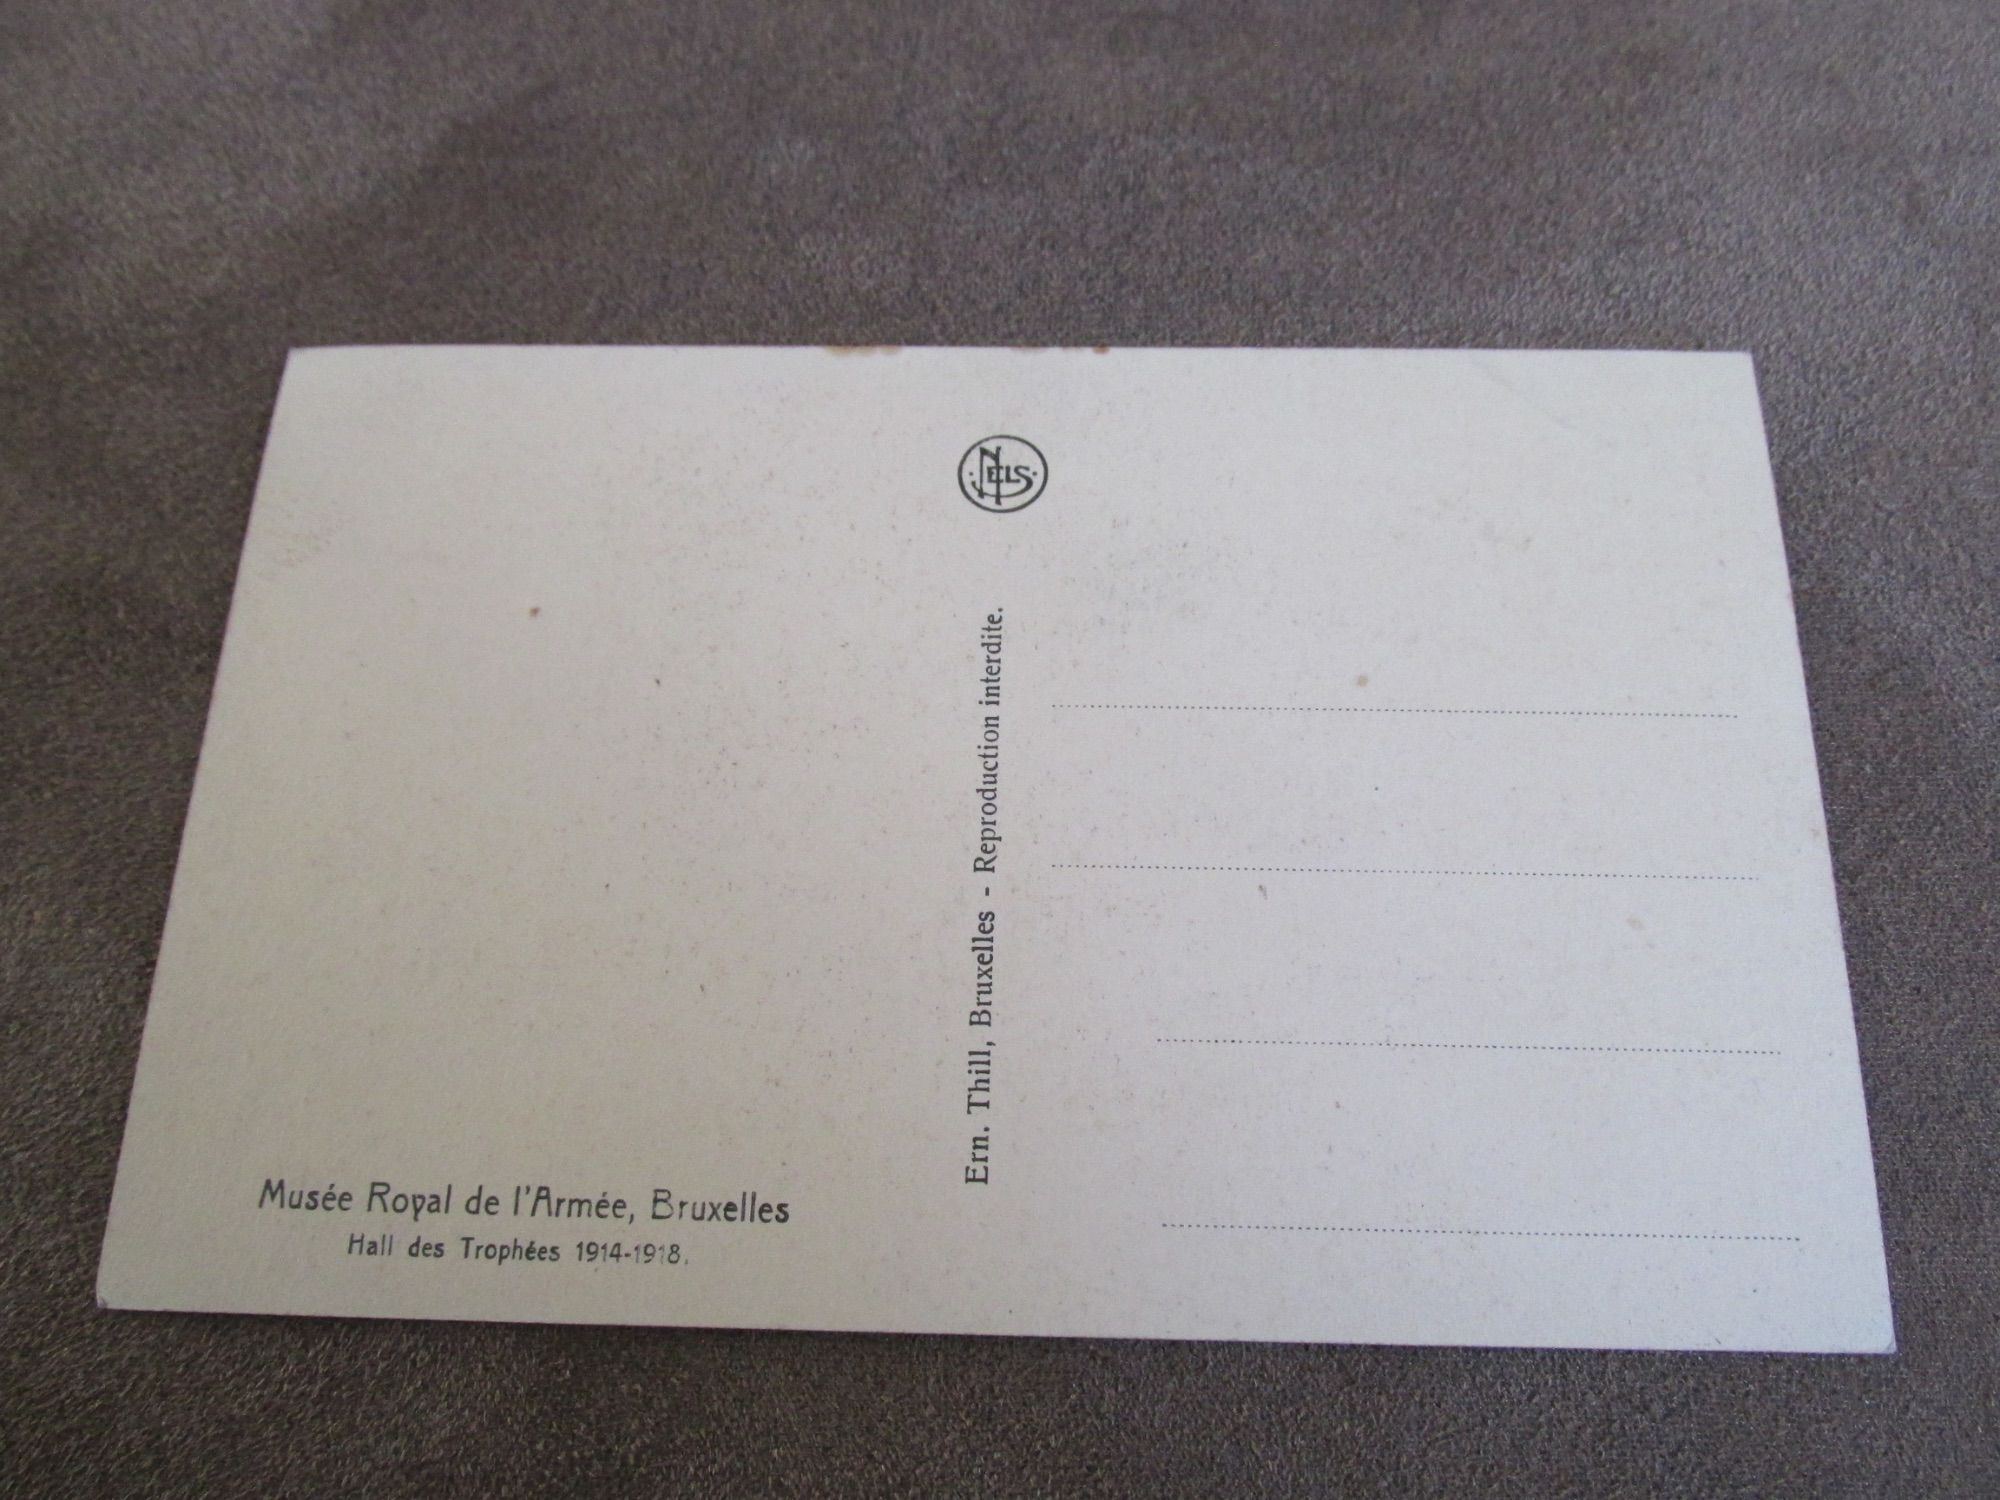 NELS
Ern. Thill, Bruxelles - Reproduction interdite.
Musée Royal de l'Armée, Bruxelles
Hall des Trophées 1914-1918.